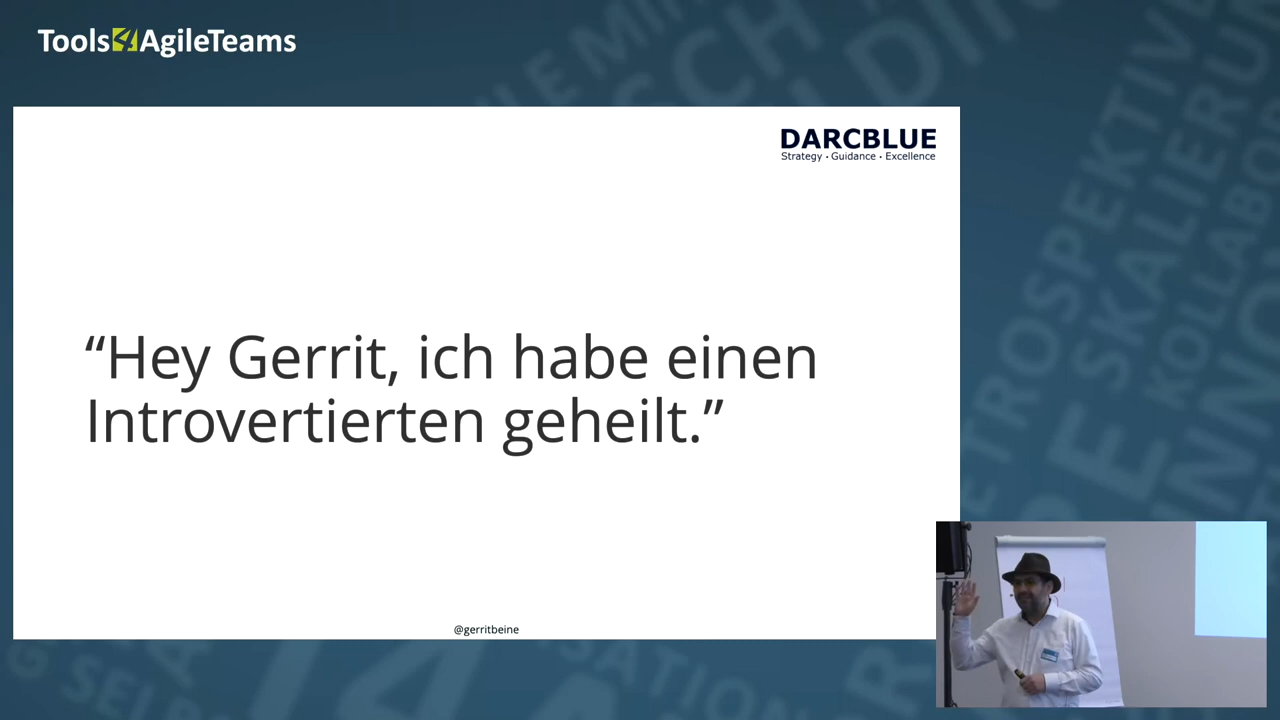 Tools4AgileTeams
DARCBLUE
Strategy • Guidance • Excellence
“Hey Gerrit, ich habe einen
Introvertierten geheilt.”
@gerritbeine